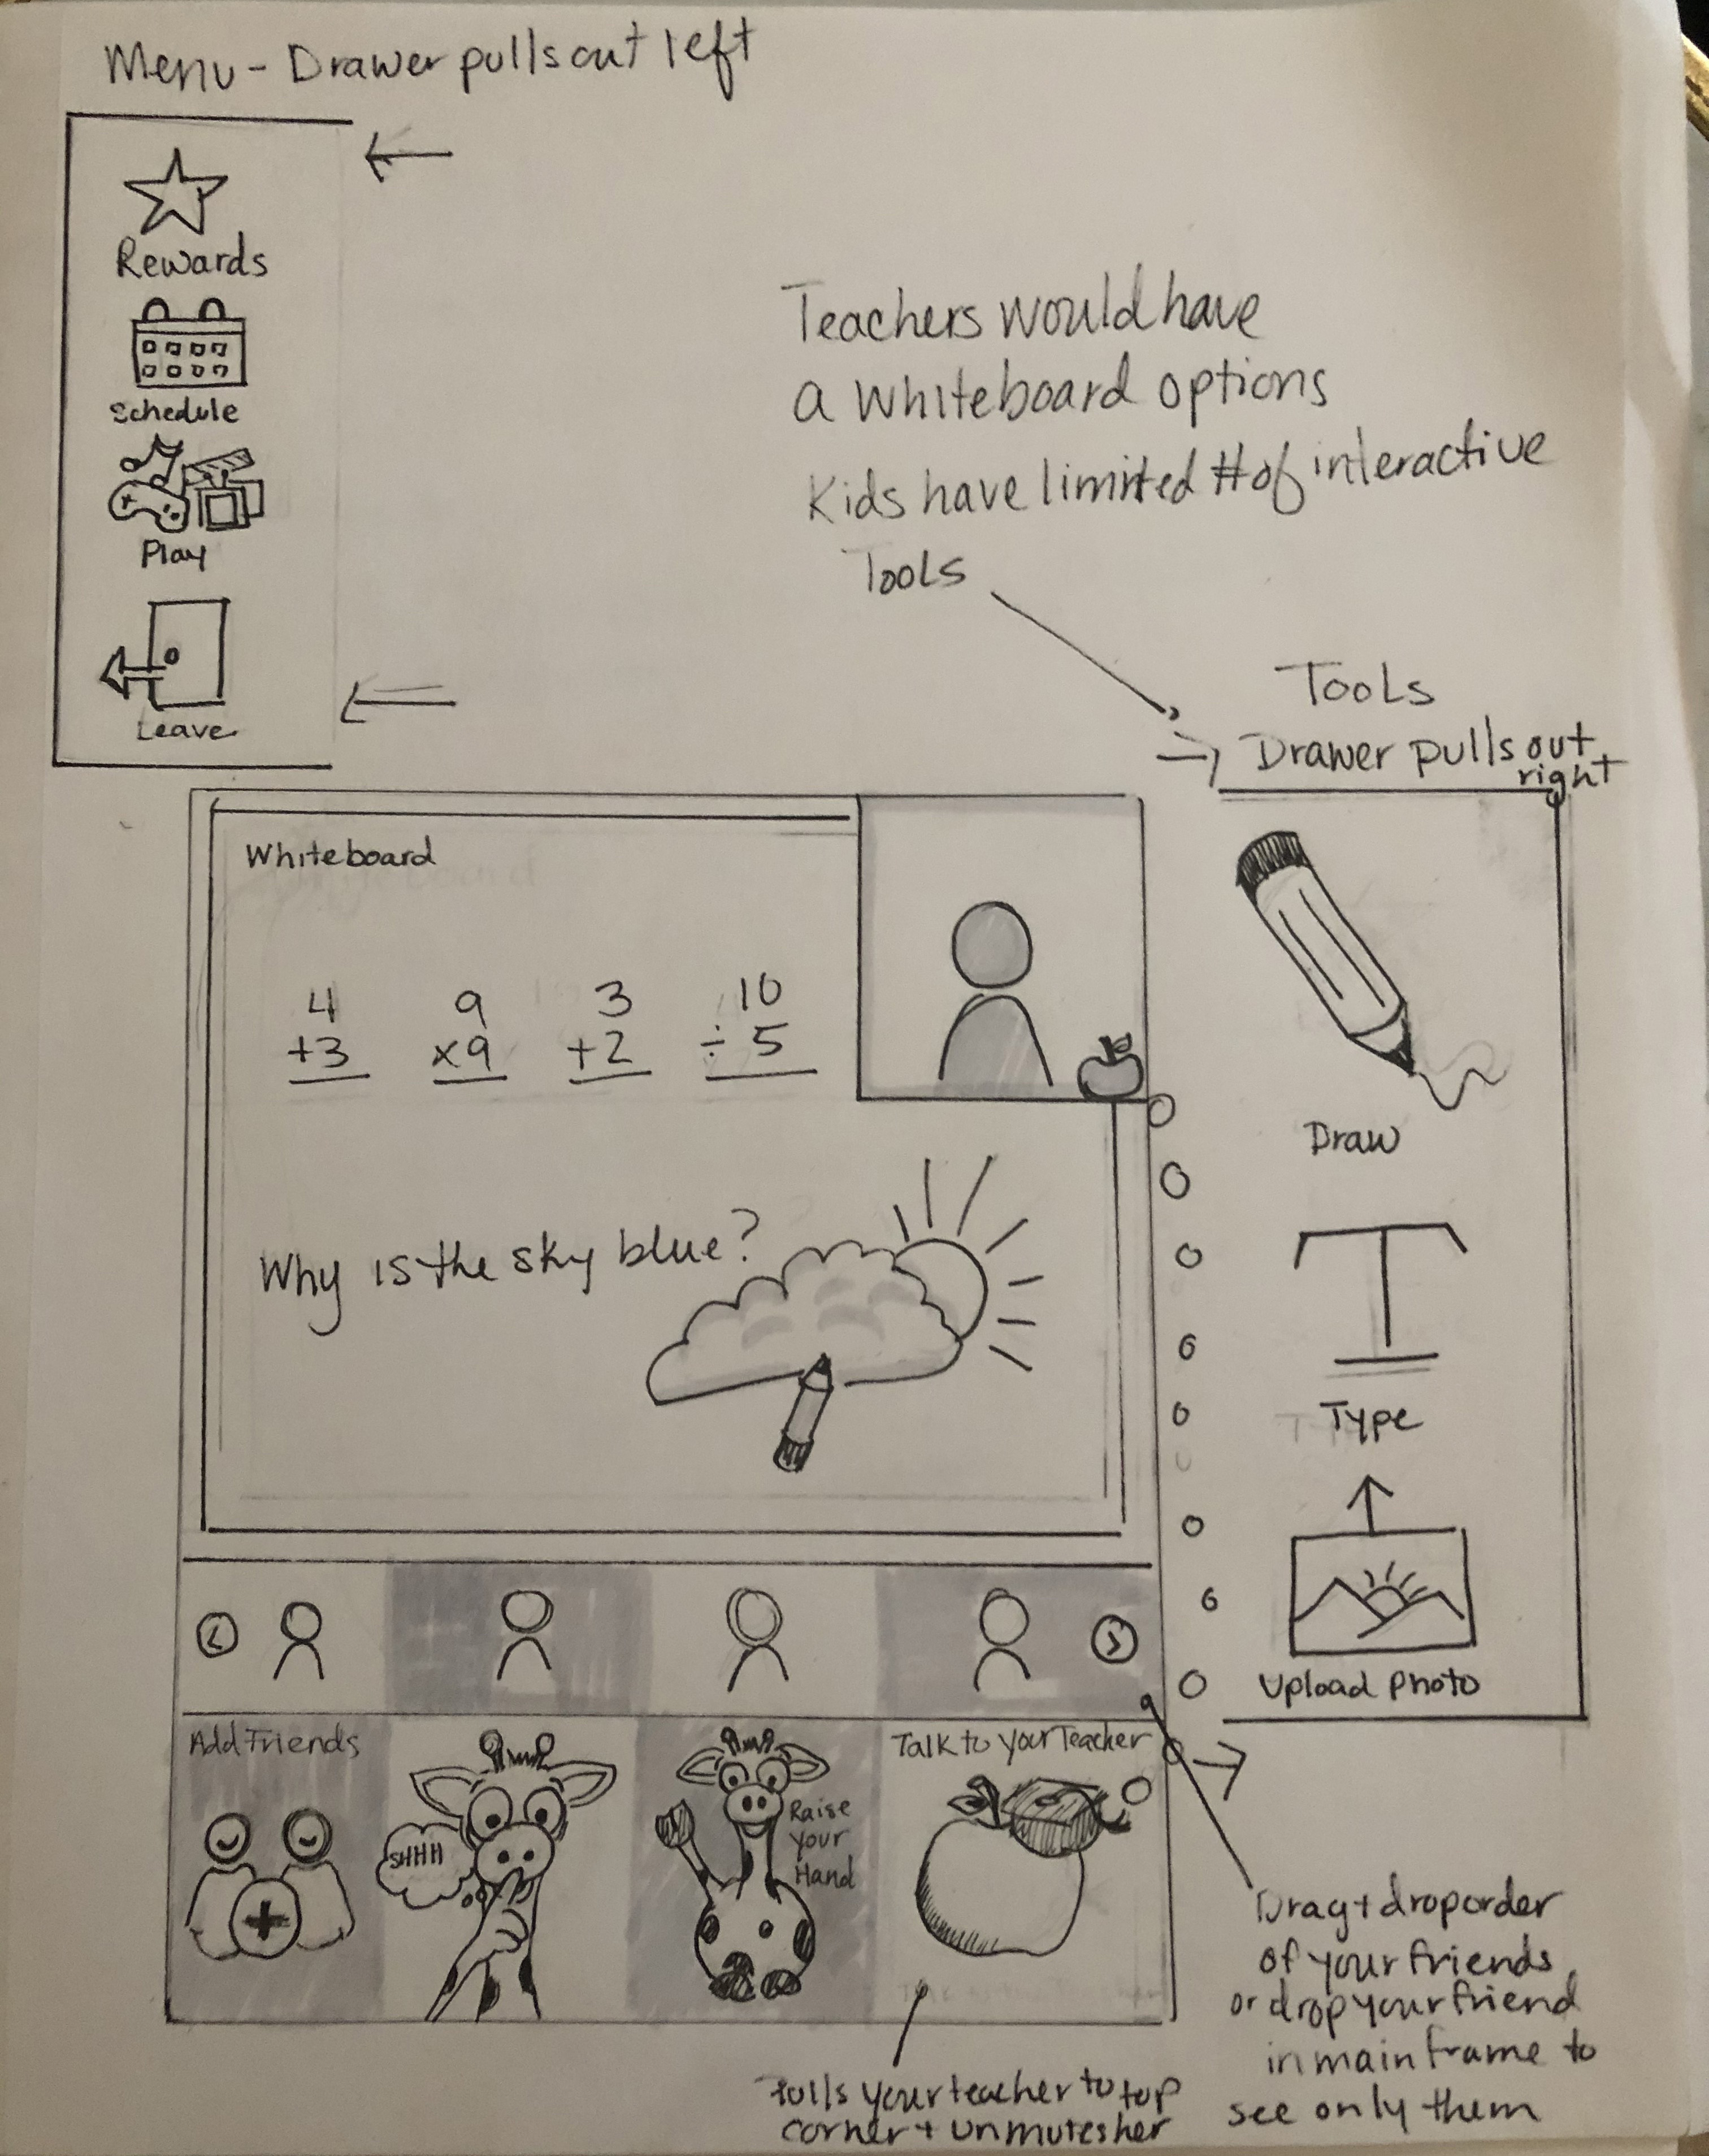 Menu - Drawer pulls out left
Rewards
Schedule
Play
Leave
Teachers would have
a whiteboard options
Kids have limited # of interactive
Tools
Tools
Drawer pulls out
right
Whiteboard
4 9 3 10
+3 x9 +2 ÷5
Why is the sky blue?
Draw
Type
Upload Photo
Add Friends
SHHH
Raise
your
Hand
Talk to your Teacher
Drag + drop order
of your friends
or drop your friend
in main frame to
see only them
Pulls your teacher to top
corner + unmutes her